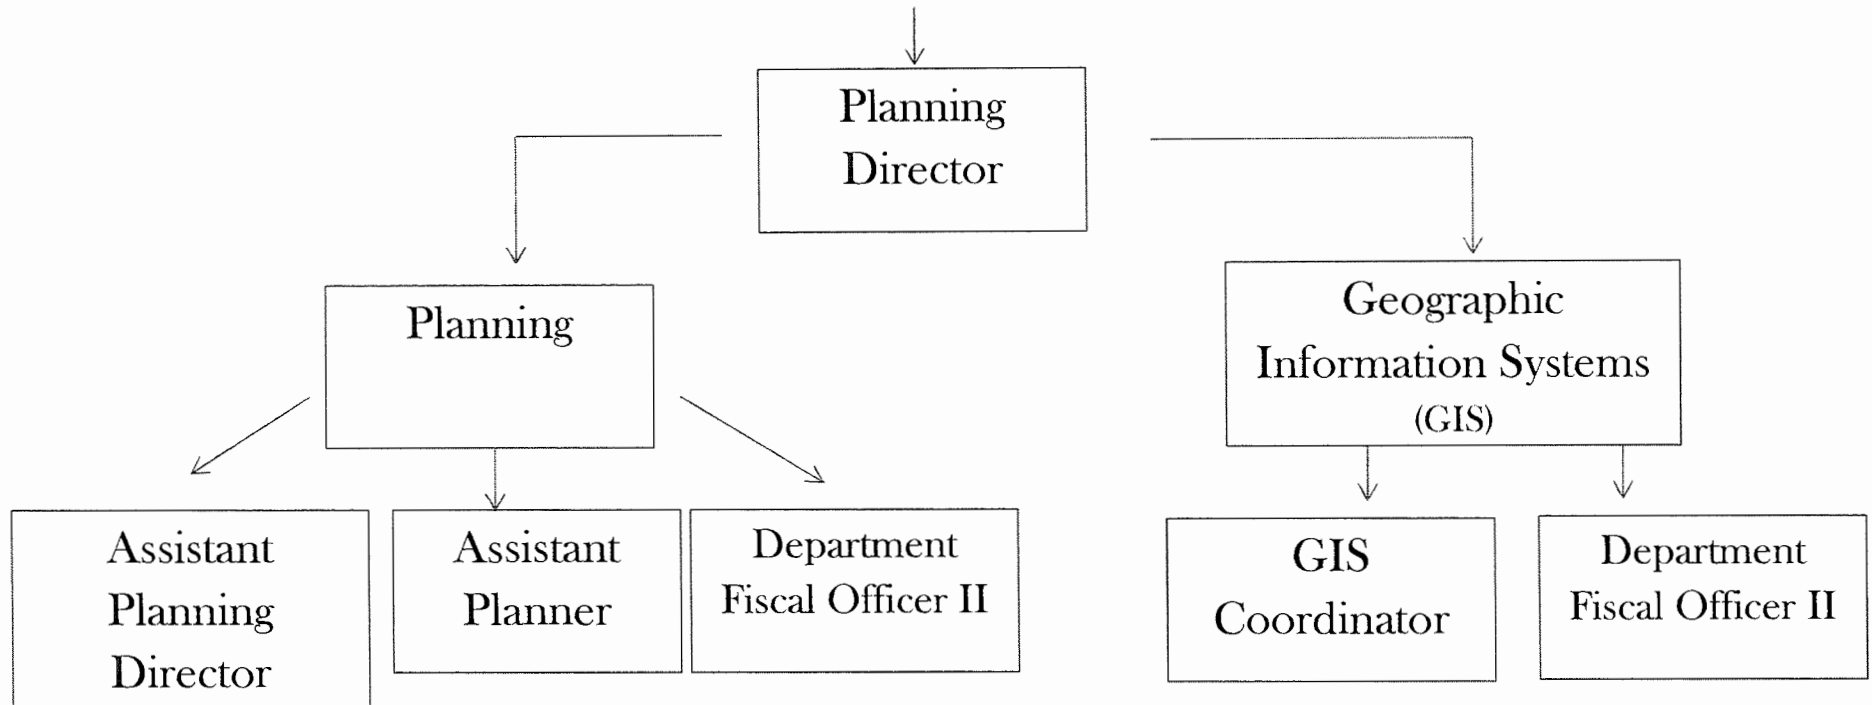 Planning
Director
Planning
Geographic
Information Systems
(GIS)
Assistant
Planning
Director
Assistant
Planner
Department
Fiscal Officer II
GIS
Coordinator
Department
Fiscal Officer II